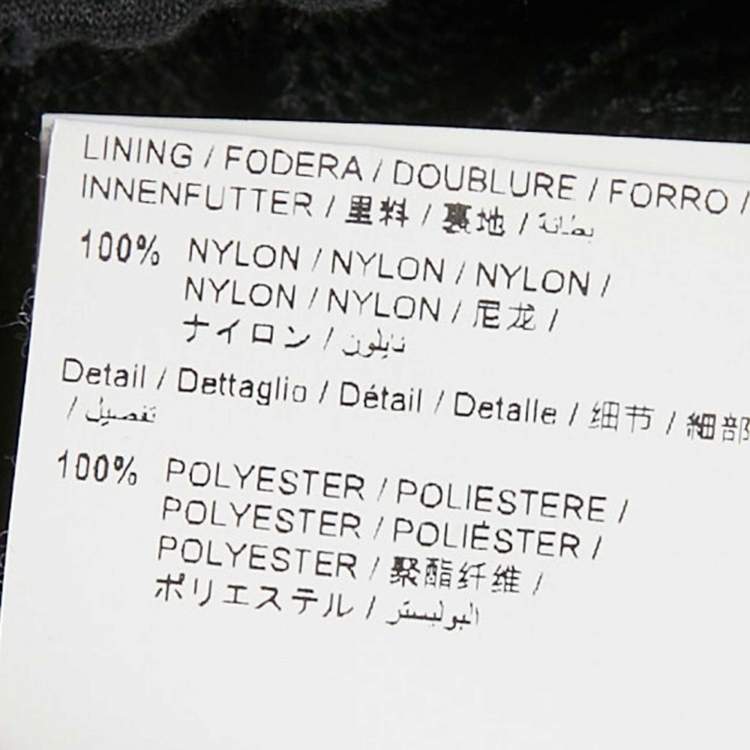 LINING / FODERA / DOUBLURE / FORRO /
INNENFUTTER / 里料 / 裏地 / بطانة
100% NYLON / NYLON / NYLON /
NYLON / NYLON / 尼龙 /
ナイロン / نايلون
Detail / Dettaglio / Détail / Detalle / 细节 / 細部
/ تفصيل
100% POLYESTER / POLIESTERE /
POLYESTER / POLIÉSTER /
POLYESTER / 聚酯纤维 /
ポリエステル / البوليستر